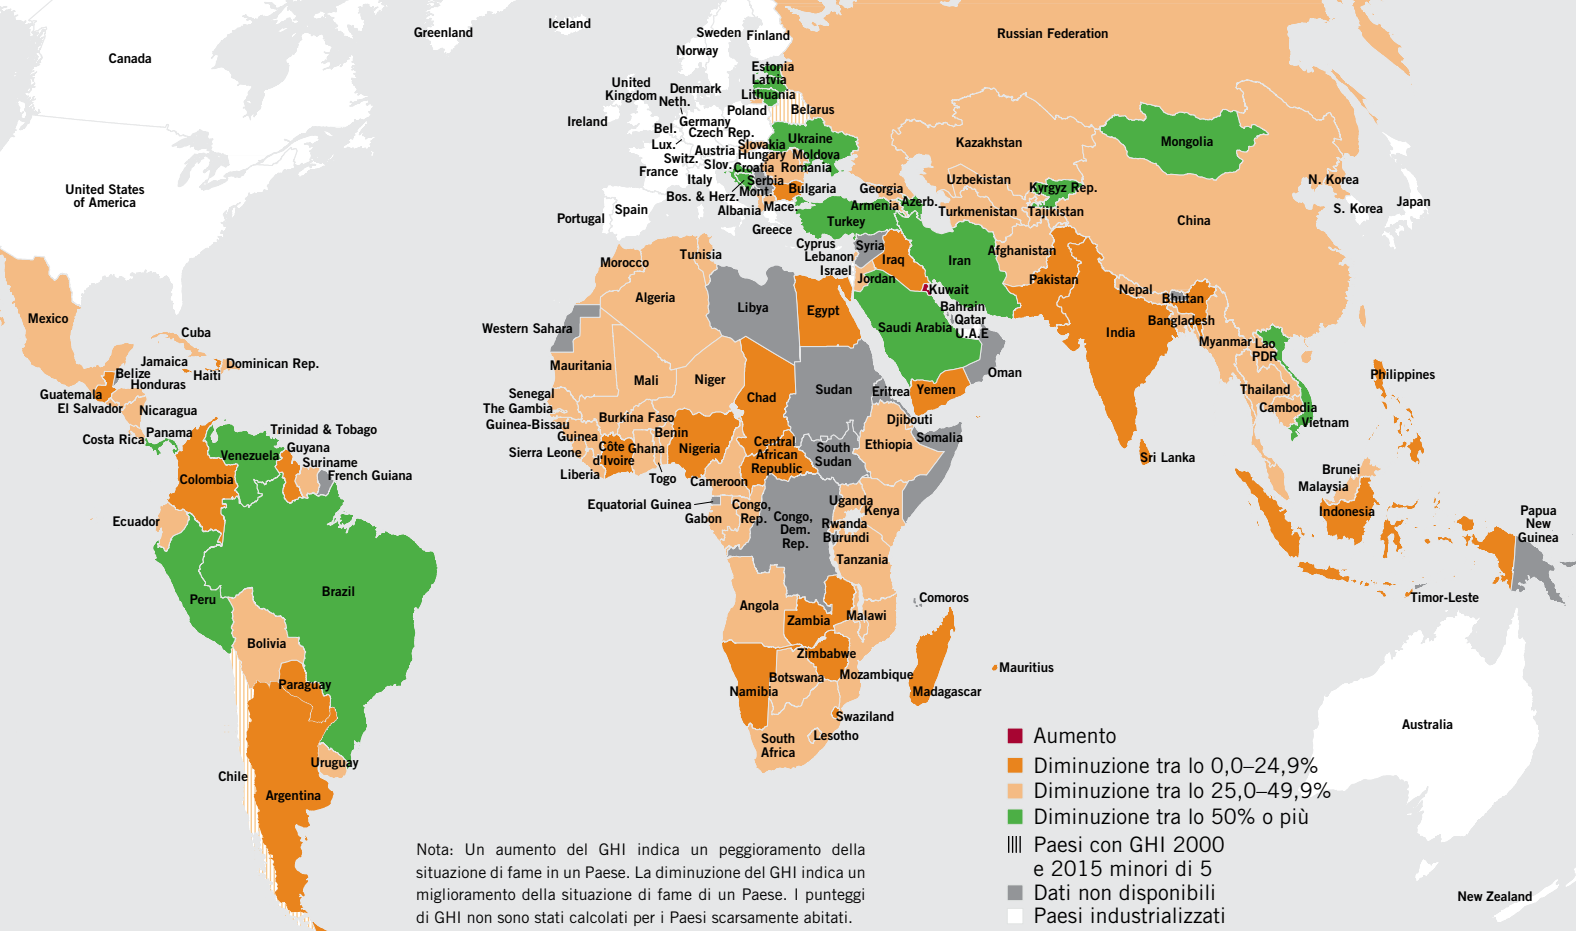 Greenland
Iceland
Sweden
Finland
Norway
Russian Federation
Canada
Estonia
Latvia
Lithuania
United
Kingdom
Denmark
Neth.
Poland
Belarus
Ireland
Germany
Bel.
Czech Rep.
Lux.
Slovakia
Ukraine
Austria
Hungary
Moldova
Switz.
Slov.
Croatia
Romania
France
Italy
Serbia
Bos. & Herz.
Mont.
Bulgaria
Albania
Mace.
Georgia
Armenia
Azerb.
Portugal
Spain
Greece
Turkey
Kazakhstan
Mongolia
Uzbekistan
Kyrgyz Rep.
Turkmenistan
Tajikistan
China
N. Korea
S. Korea
Japan
United States
of America
Cyprus
Lebanon
Israel
Syria
Iraq
Iran
Afghanistan
Jordan
Kuwait
Pakistan
Nepal
Bhutan
Bahrain
Qatar
U.A.E
Saudi Arabia
India
Bangladesh
Myanmar
Lao
PDR
Oman
Yemen
Thailand
Cambodia
Vietnam
Philippines
Sri Lanka
Brunei
Malaysia
Indonesia
Papua
New
Guinea
Timor-Leste
Morocco
Tunisia
Algeria
Libya
Egypt
Western Sahara
Mauritania
Mali
Niger
Chad
Sudan
Eritrea
Senegal
The Gambia
Guinea-Bissau
Burkina Faso
Benin
Guinea
Côte
d'Ivoire
Ghana
Nigeria
Central
African
Republic
South
Sudan
Djibouti
Ethiopia
Somalia
Sierra Leone
Liberia
Togo
Cameroon
Equatorial Guinea
Gabon
Congo,
Rep.
Congo,
Dem.
Rep.
Uganda
Kenya
Rwanda
Burundi
Tanzania
Angola
Zambia
Malawi
Comoros
Zimbabwe
Mozambique
Botswana
Namibia
Madagascar
Mauritius
Swaziland
Lesotho
South
Africa
Mexico
Cuba
Jamaica
Dominican Rep.
Haiti
Belize
Honduras
Guatemala
El Salvador
Nicaragua
Costa Rica
Panama
Trinidad & Tobago
Venezuela
Guyana
Suriname
French Guiana
Colombia
Ecuador
Peru
Brazil
Bolivia
Paraguay
Uruguay
Chile
Argentina
Australia
New Zealand
Aumento
Diminuzione tra lo 0,0–24,9%
Diminuzione tra lo 25,0–49,9%
Diminuzione tra lo 50% o più
Paesi con GHI 2000
e 2015 minori di 5
Dati non disponibili
Paesi industrializzati
Nota: Un aumento del GHI indica un peggioramento della
situazione di fame in un Paese. La diminuzione del GHI indica un
miglioramento della situazione di fame di un Paese. I punteggi
di GHI non sono stati calcolati per i Paesi scarsamente abitati.